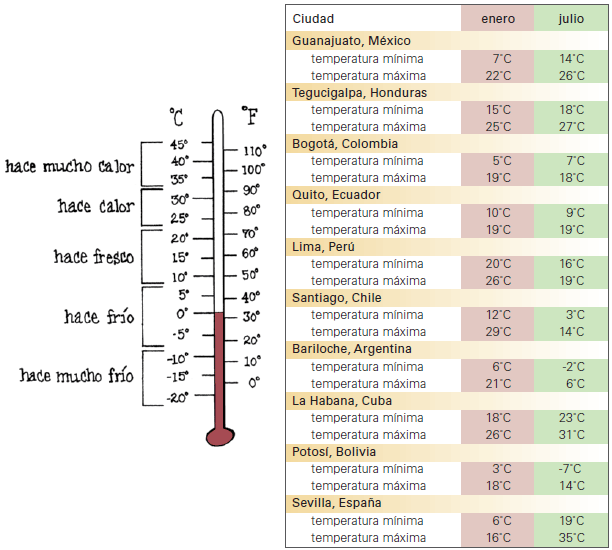 °C °F
45°
40°
35°
30°
25°
20°
15°
10°
5°
0°
-5°
-10°
-15°
-20°
110°
100°
90°
80°
70°
60°
50°
40°
30°
20°
10°
0°
hace mucho calor
hace calor
hace fresco
hace frío
hace mucho frío
Ciudad enero julio
Guanajuato, México
temperatura mínima 7°C 14°C
temperatura máxima 22°C 26°C
Tegucigalpa, Honduras
temperatura mínima 15°C 18°C
temperatura máxima 25°C 27°C
Bogotá, Colombia
temperatura mínima 5°C 7°C
temperatura máxima 19°C 18°C
Quito, Ecuador
temperatura mínima 10°C 9°C
temperatura máxima 19°C 19°C
Lima, Perú
temperatura mínima 20°C 16°C
temperatura máxima 26°C 19°C
Santiago, Chile
temperatura mínima 12°C 3°C
temperatura máxima 29°C 14°C
Bariloche, Argentina
temperatura mínima 6°C -2°C
temperatura máxima 21°C 6°C
La Habana, Cuba
temperatura mínima 18°C 23°C
temperatura máxima 26°C 31°C
Potosí, Bolivia
temperatura mínima 3°C -7°C
temperatura máxima 18°C 14°C
Sevilla, España
temperatura mínima 6°C 19°C
temperatura máxima 16°C 35°C